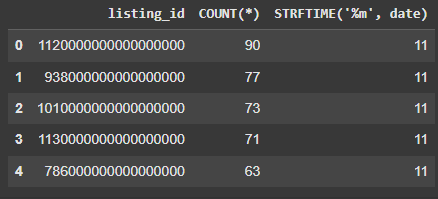 listing_id COUNT(*) STRFTIME('%m', date)
0 1120000000000000000 90 11
1 938000000000000000 77 11
2 1010000000000000000 73 11
3 1130000000000000000 71 11
4 786000000000000000 63 11